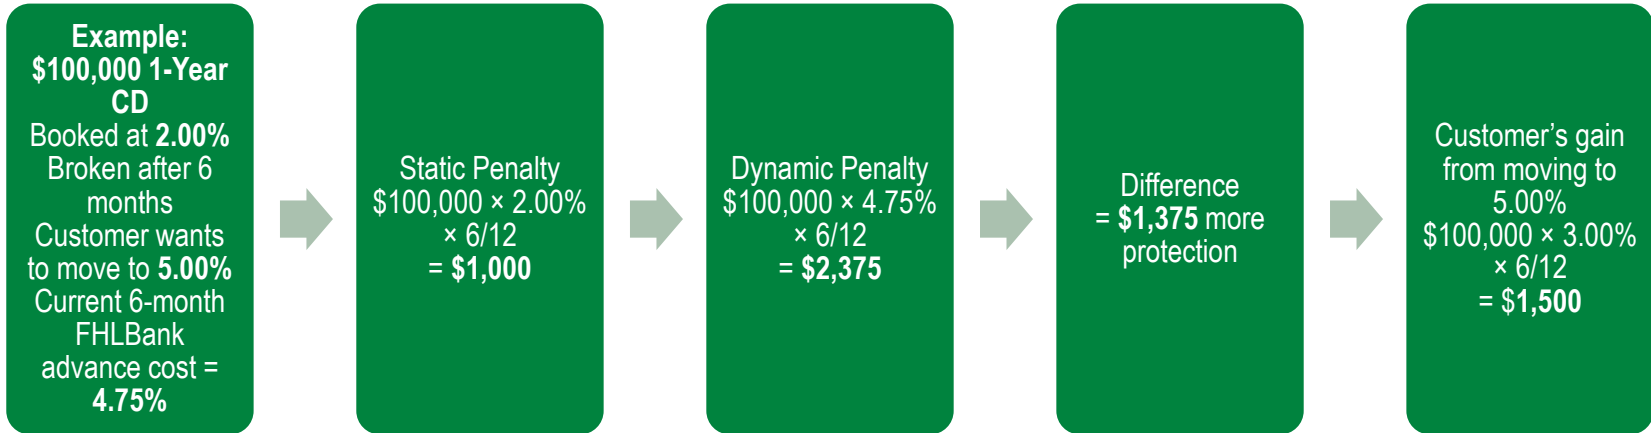 Example:
$100,000 1-Year
CD
Booked at 2.00%
Broken after 6
months
Customer wants
to move to 5.00%
Current 6-month
FHLBank
advance cost =
4.75%
Static Penalty
$100,000 × 2.00%
× 6/12
= $1,000
Dynamic Penalty
$100,000 × 4.75%
× 6/12
= $2,375
Difference
= $1,375 more
protection
Customer’s gain
from moving to
5.00%
$100,000 × 3.00%
× 6/12
= $1,500